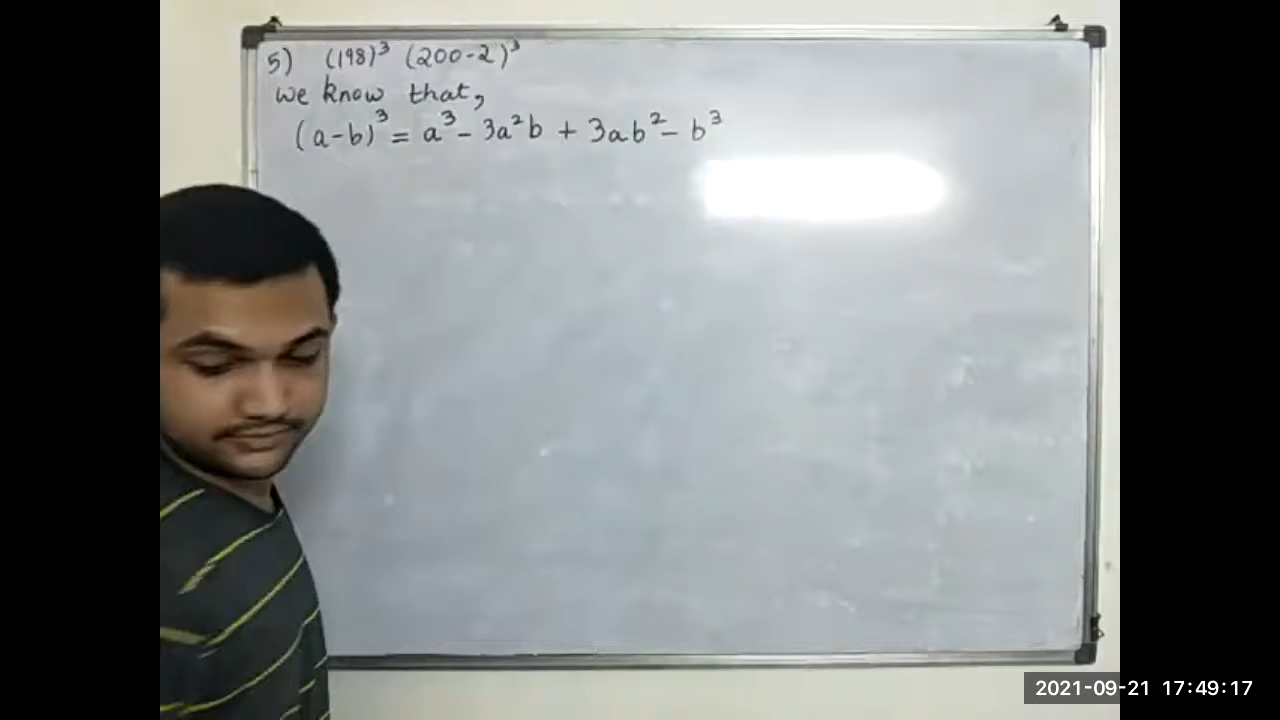 5) (198)³ (200-2)³
we know that,
(a-b)³ = a³ - 3a²b + 3ab² - b³
2021-09-21 17:49:17